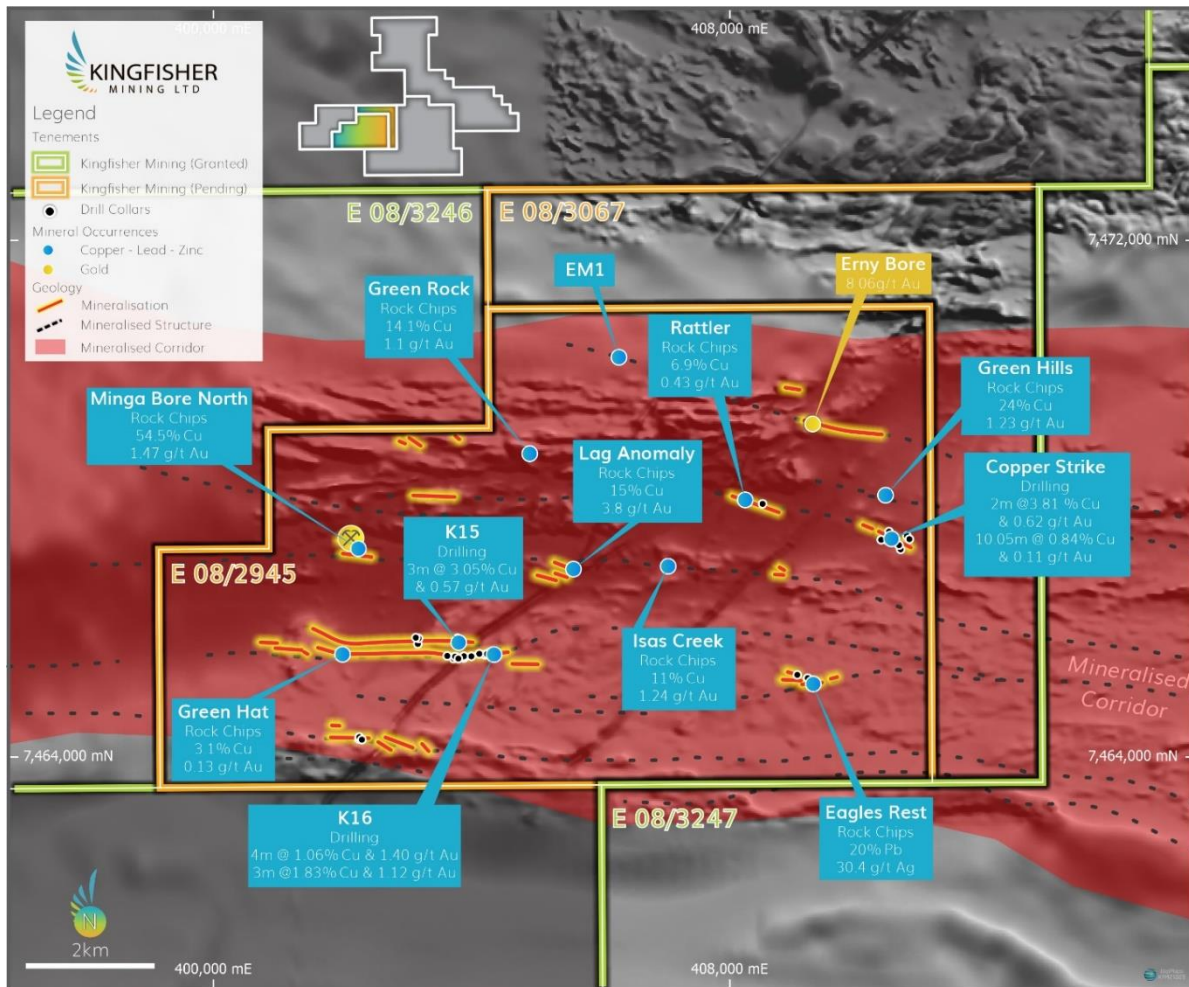 400,000 mE
408,000 mE
KINGFISHER
MINING LTD
Legend
Tenements
Kingfisher Mining (Granted)
Kingfisher Mining (Pending)
Drill Collars
Mineral Occurrences
Copper - Lead - Zinc
Gold
Geology
Mineralisation
Mineralised Structure
Mineralised Corridor
E 08/3246
E 08/3067
7,472,000 mN
EM1
Erny Bore
8.06g/t Au
Green Rock
Rock Chips
14.1% Cu
1.1 g/t Au
Rattler
Rock Chips
6.9% Cu
0.43 g/t Au
Green Hills
Rock Chips
24% Cu
1.23 g/t Au
Minga Bore North
Rock Chips
54.5% Cu
1.47 g/t Au
Lag Anomaly
Rock Chips
15% Cu
3.8 g/t Au
Copper Strike
Drilling
2m @3.81 % Cu
& 0.62 g/t Au
10.05m @ 0.84% Cu
& 0.11 g/t Au
K15
Drilling
3m @ 3.05% Cu
& 0.57 g/t Au
E 08/2945
Isas Creek
Rock Chips
11% Cu
1.24 g/t Au
Mineralised
Corridor
Green Hat
Rock Chips
3.1% Cu
0.13 g/t Au
7,464,000 mN
7,464,000 mN
K16
Drilling
4m @ 1.06% Cu & 1.40 g/t Au
3m @1.83% Cu & 1.12 g/t Au
E 08/3247
Eagles Rest
Rock Chips
20% Pb
30.4 g/t Ag
N
2km
400,000 mE
408,000 mE